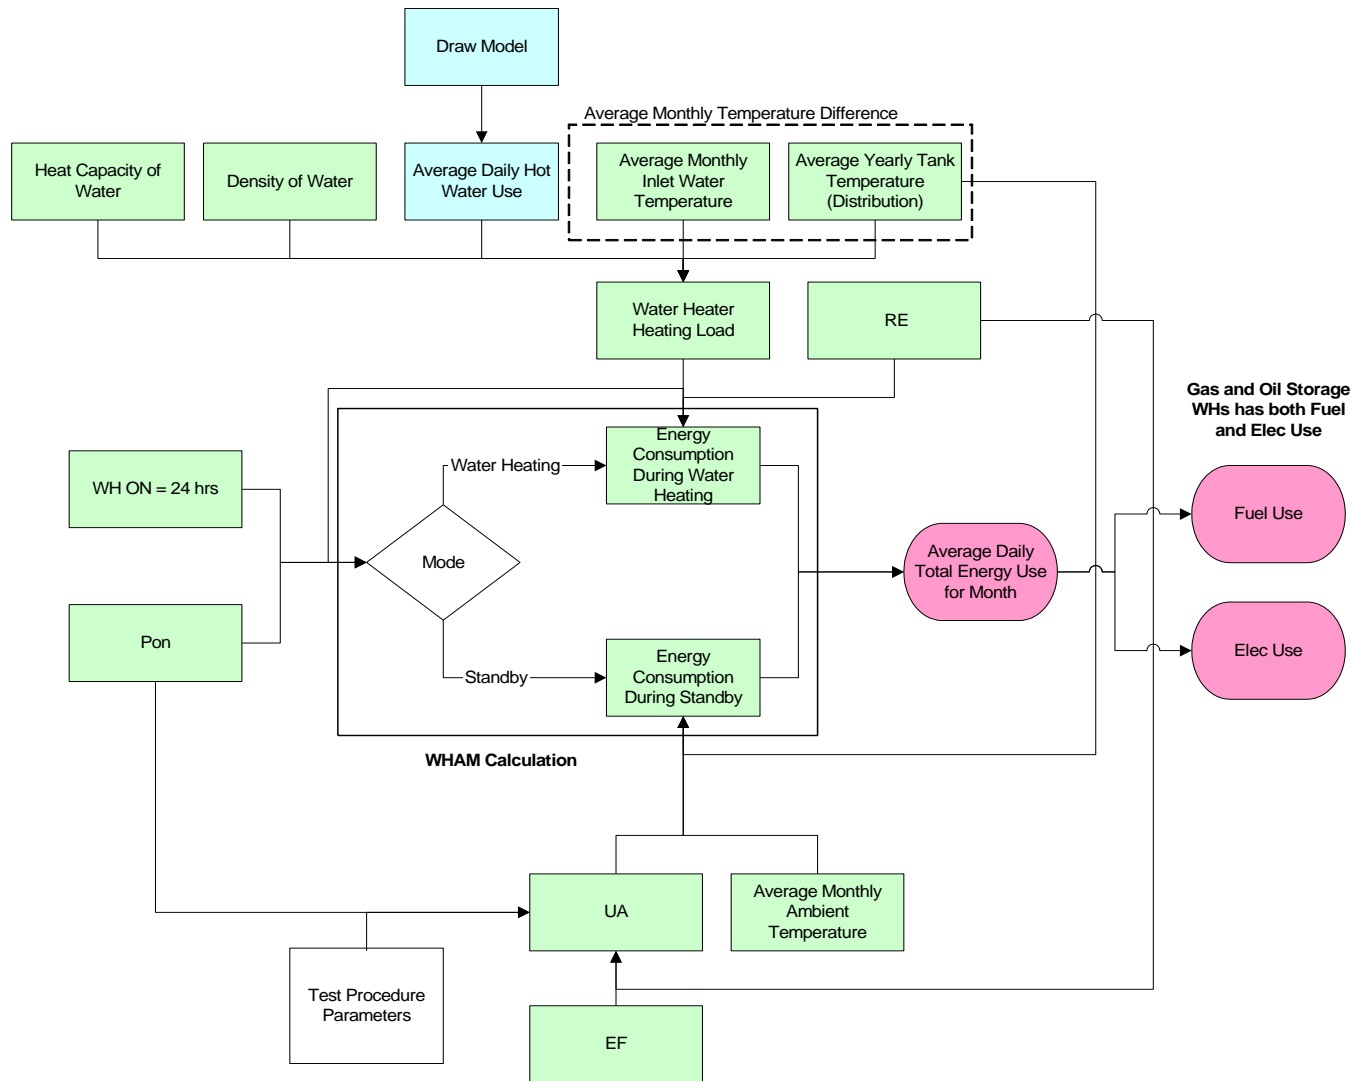 Draw Model
Average Monthly Temperature Difference
Heat Capacity of
Water
Density of Water
Average Daily Hot
Water Use
Average Monthly
Inlet Water
Temperature
Average Yearly Tank
Temperature
(Distribution)
Water Heater
Heating Load
RE
Gas and Oil Storage
WHs has both Fuel
and Elec Use
Energy
Consumption
During Water
Heating
Water Heating
WH ON = 24 hrs
Fuel Use
Mode
Average Daily
Total Energy Use
for Month
Pon
Elec Use
Standby
Energy
Consumption
During Standby
WHAM Calculation
UA
Average Monthly
Ambient
Temperature
Test Procedure
Parameters
EF